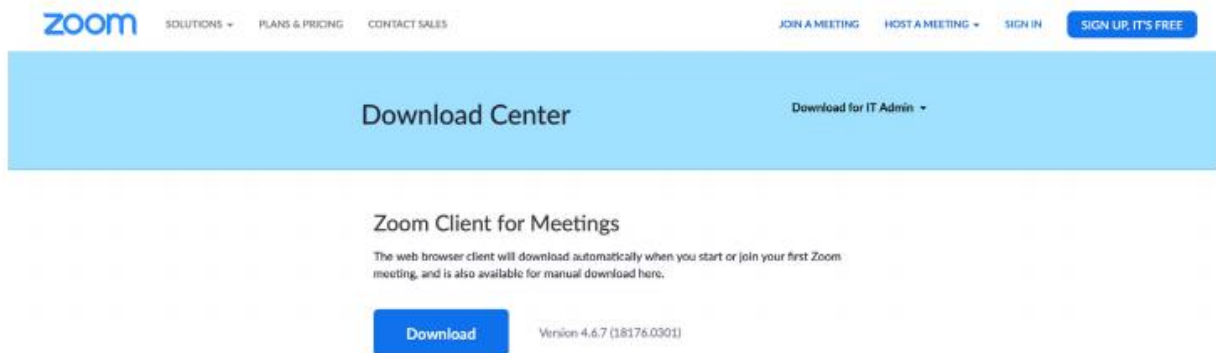 zoom SOLUTIONS PLANS & PRICING CONTACT SALES JOIN A MEETING HOST A MEETING SIGN IN SIGN UP, IT'S FREE
Download Center Download for IT Admin
Zoom Client for Meetings
The web browser client will download automatically when you start or join your first Zoom
meeting, and is also available for manual download here.
Download Version 4.6.7 (18176.0301)